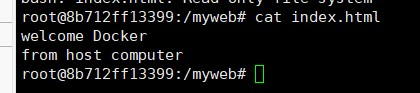 bash: index.html: Read-only file system
root@8b712ff13399:/myweb# cat index.html
welcome Docker
from host computer
root@8b712ff13399:/myweb#